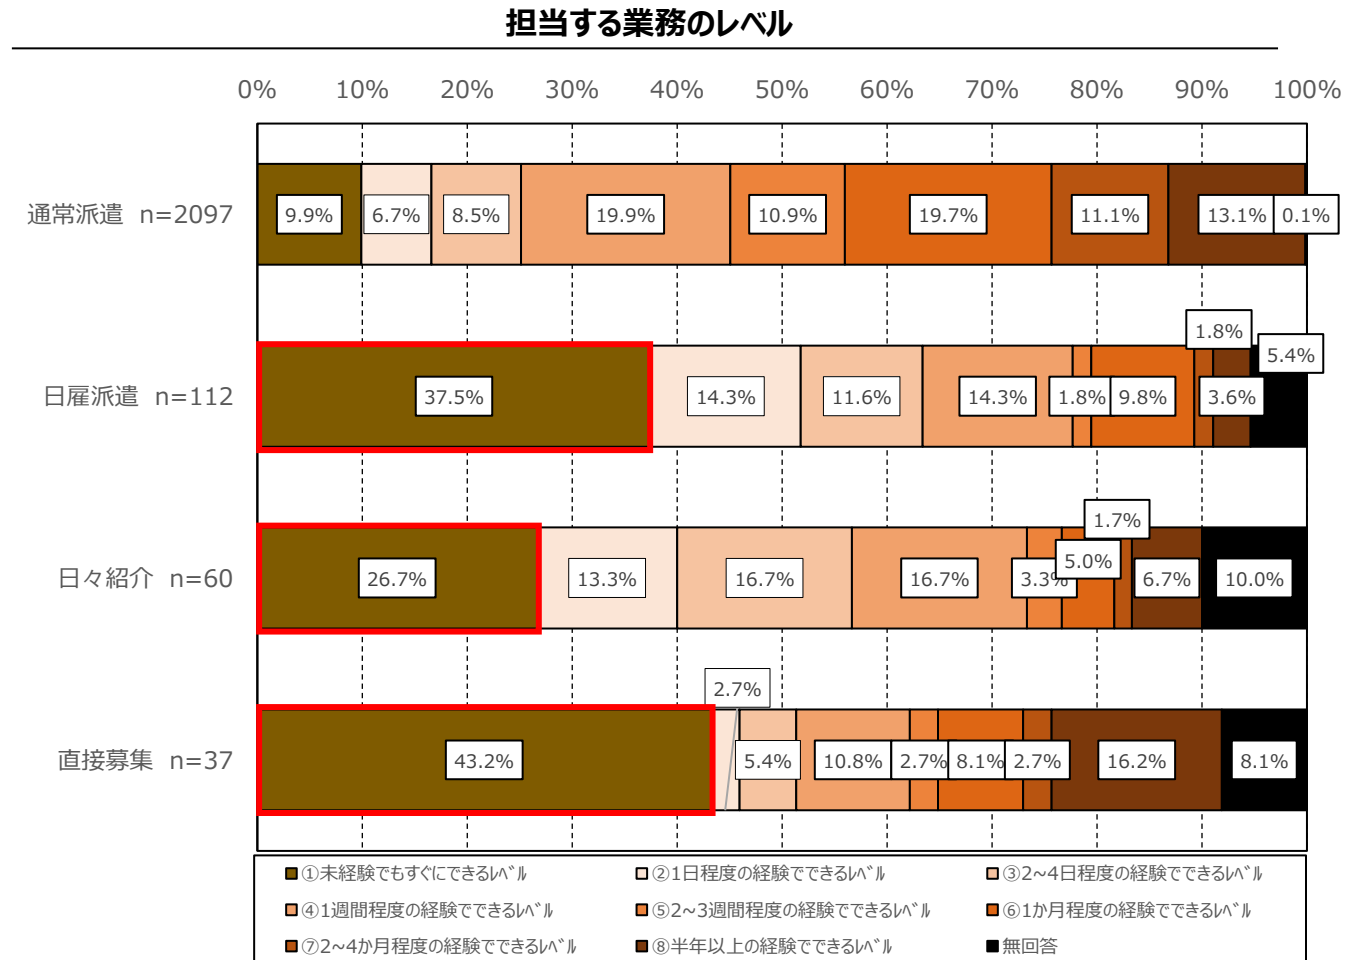 担当する業務のレベル
0% 10% 20% 30% 40% 50% 60% 70% 80% 90% 100%
通常派遣 n=2097 9.9% 6.7% 8.5% 19.9% 10.9% 19.7% 11.1% 13.1% 0.1%
1.8%
5.4%
日雇派遣 n=112 37.5% 14.3% 11.6% 14.3% 1.8% 9.8% 3.6%
1.7%
5.0%
日々紹介 n=60 26.7% 13.3% 16.7% 16.7% 3.3% 6.7% 10.0%
2.7%
直接募集 n=37 43.2% 5.4% 10.8% 2.7% 8.1% 2.7% 16.2% 8.1%
①未経験でもすぐにできるﾚﾍﾞﾙ ②1日程度の経験でできるﾚﾍﾞﾙ ③2~4日程度の経験でできるﾚﾍﾞﾙ
④1週間程度の経験でできるﾚﾍﾞﾙ ⑤2~3週間程度の経験でできるﾚﾍﾞﾙ ⑥1か月程度の経験でできるﾚﾍﾞﾙ
⑦2~4か月程度の経験でできるﾚﾍﾞﾙ ⑧半年以上の経験でできるﾚﾍﾞﾙ 無回答